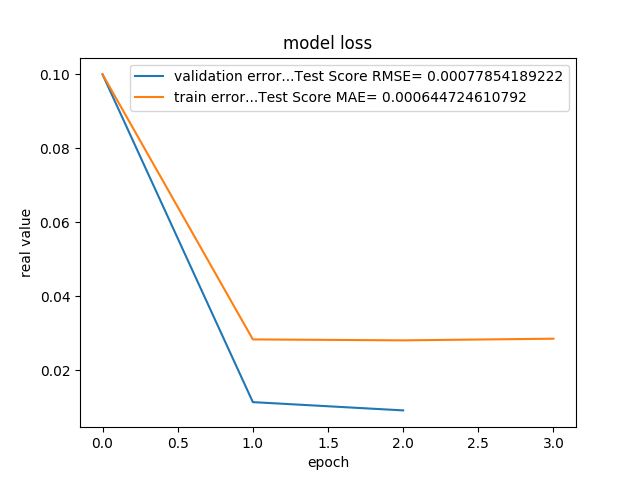 model loss
validation error...Test Score RMSE= 0.00077854189222
train error...Test Score MAE= 0.000644724610792
0.10
0.08
0.06
0.04
0.02
real value
0.0 0.5 1.0 1.5 2.0 2.5 3.0
epoch